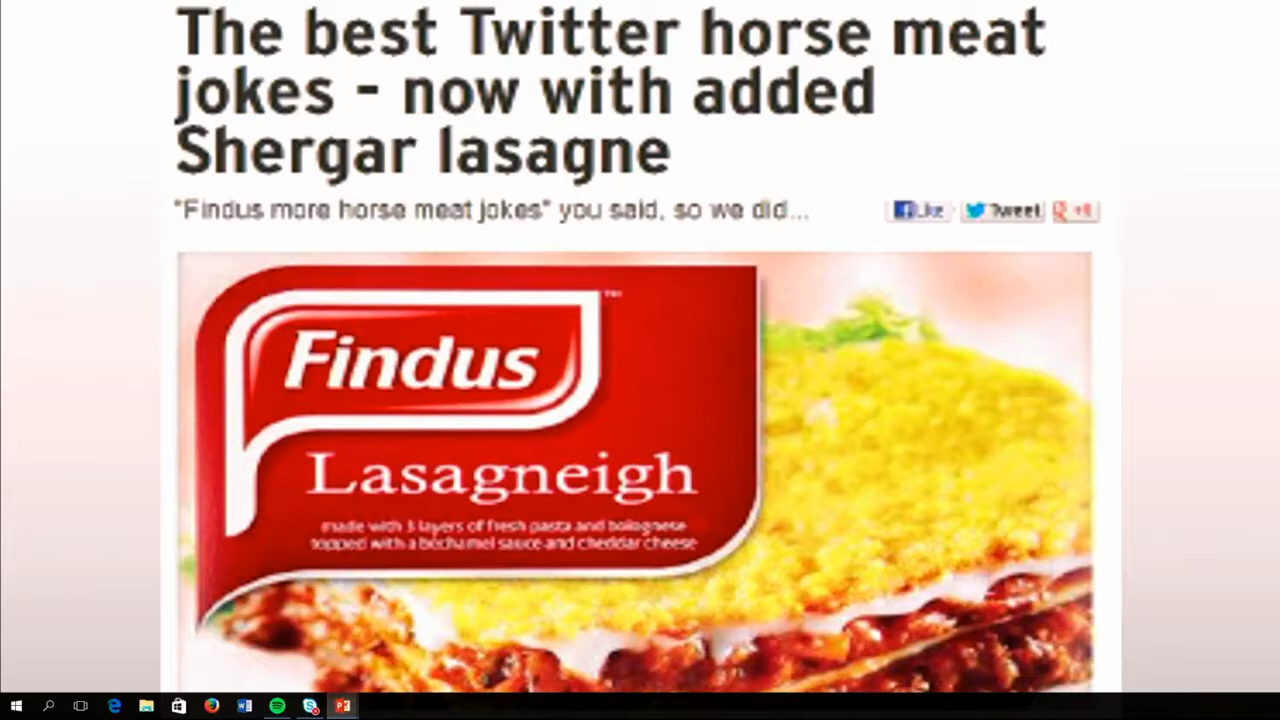 The best Twitter horse meat
jokes - now with added
Shergar lasagne
"Findus more horse meat jokes" you said, so we did...
Like
Tweet
+1
Findus™
Lasagneigh
made with 3 layers of fresh pasta and bolognese
topped with a béchamel sauce and cheddar cheese